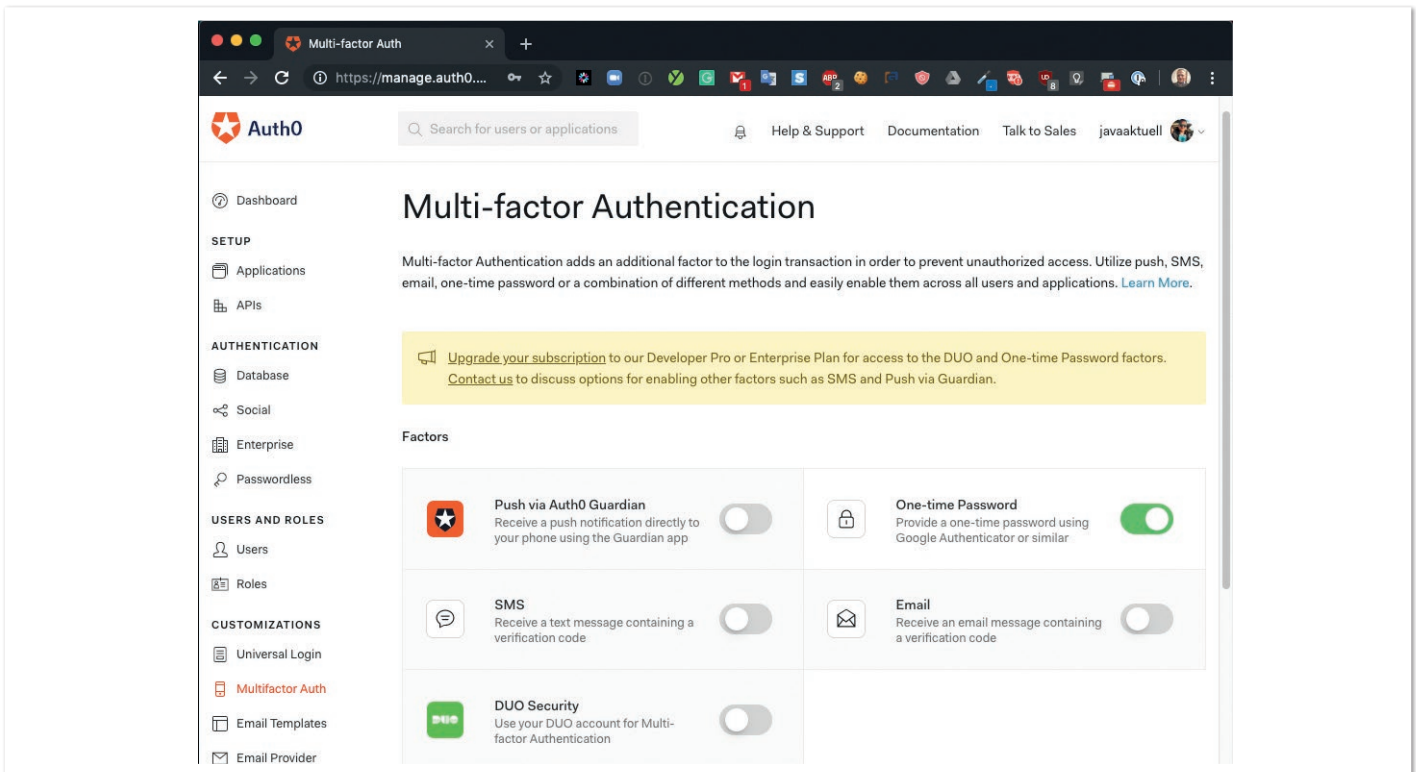 Multi-factor Auth
https://manage.auth0....
Auth0
Search for users or applications
Help & Support
Documentation
Talk to Sales
javaaktuell
Dashboard
SETUP
Applications
APIs
AUTHENTICATION
Database
Social
Enterprise
Passwordless
USERS AND ROLES
Users
Roles
CUSTOMIZATIONS
Universal Login
Multifactor Auth
Email Templates
Email Provider
Multi-factor Authentication
Multi-factor Authentication adds an additional factor to the login transaction in order to prevent unauthorized access. Utilize push, SMS,
email, one-time password or a combination of different methods and easily enable them across all users and applications. Learn More.
Upgrade your subscription to our Developer Pro or Enterprise Plan for access to the DUO and One-time Password factors.
Contact us to discuss options for enabling other factors such as SMS and Push via Guardian.
Factors
Push via Auth0 Guardian
Receive a push notification directly to
your phone using the Guardian app
One-time Password
Provide a one-time password using
Google Authenticator or similar
SMS
Receive a text message containing a
verification code
Email
Receive an email message containing
a verification code
DUO
DUO Security
Use your DUO account for Multi-
factor Authentication